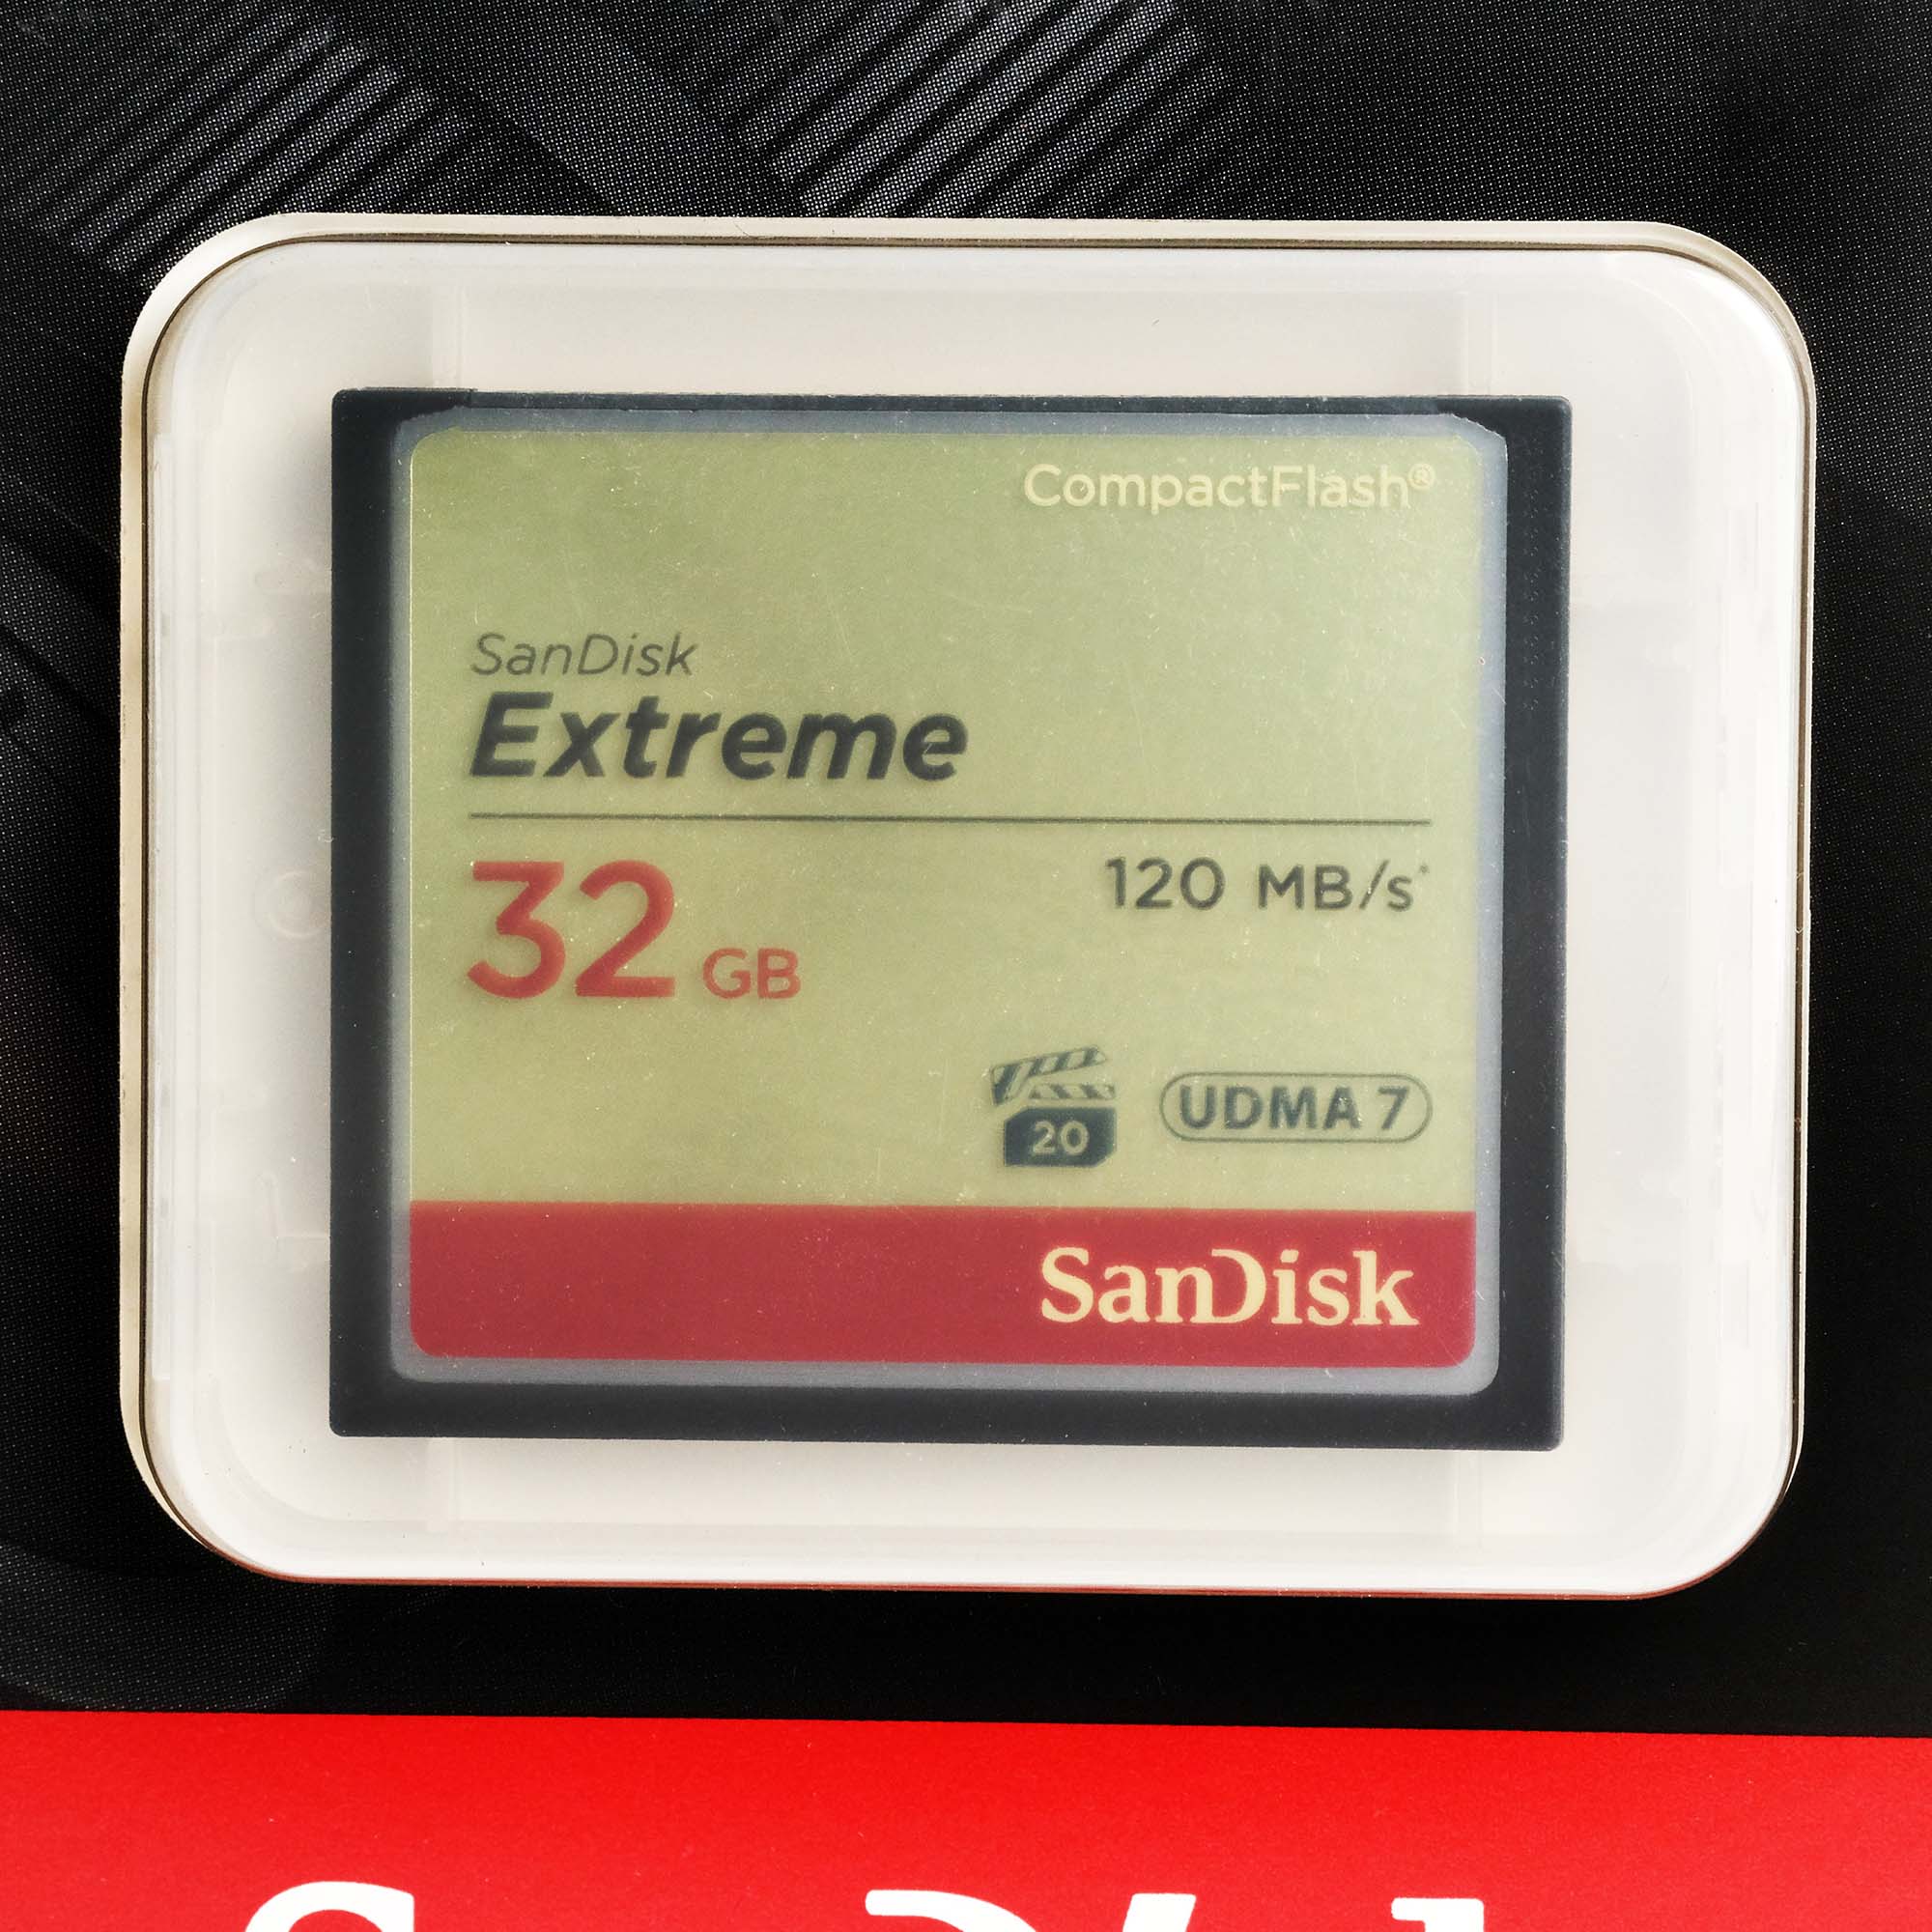 CompactFlash®
SanDisk
Extreme
32 GB
120 MB/s*
20
UDMA 7
SanDisk